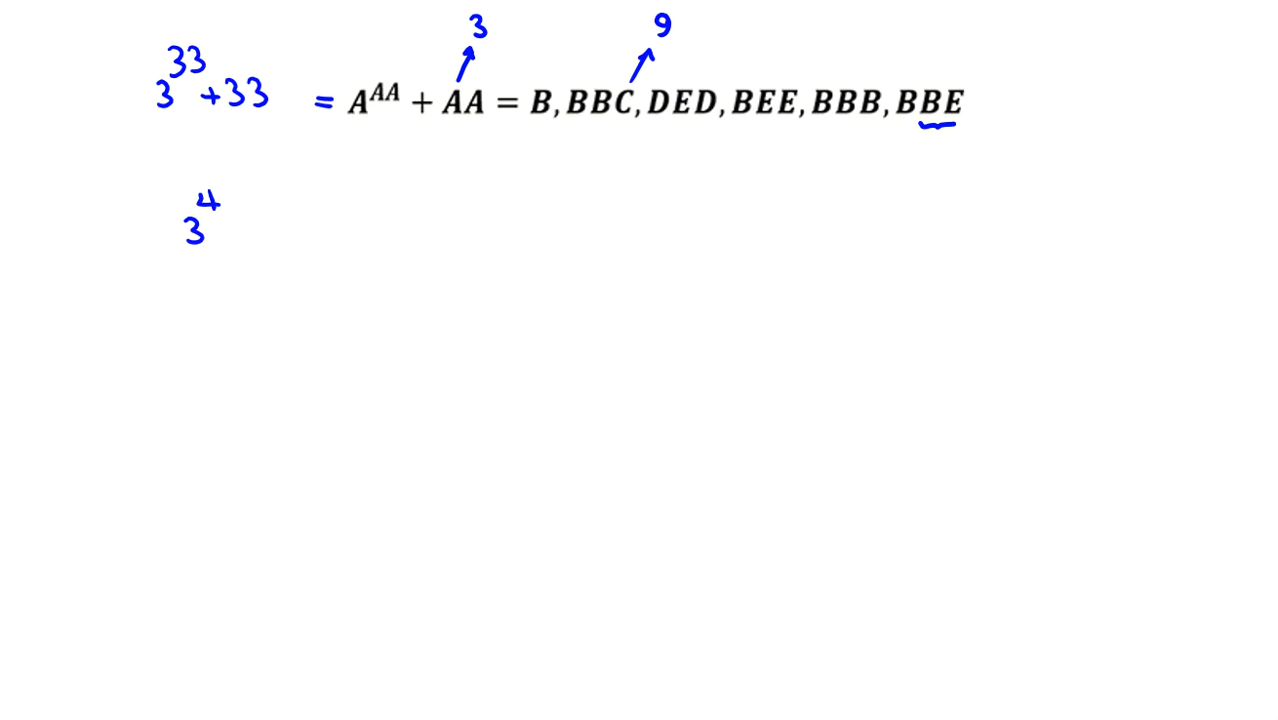 3 9
3^33 + 33 = A^AA + AA = B, BBC, DED, BEE, BBB, BBE
3^4